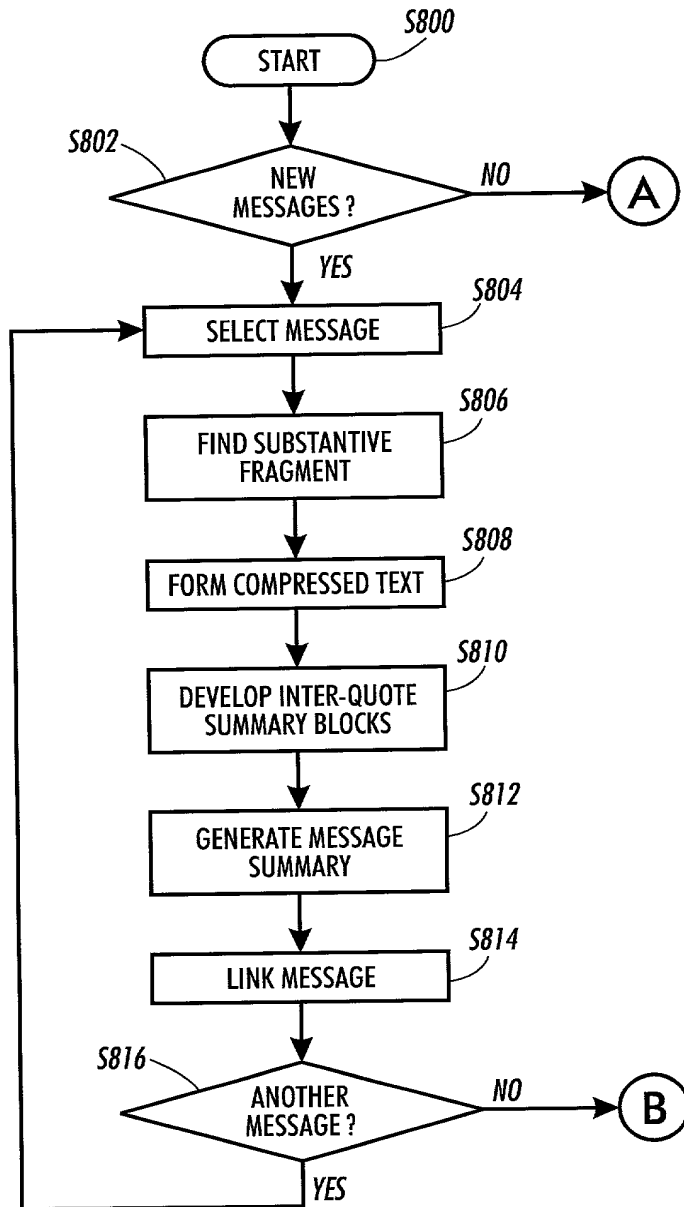 S800
START
S802
NEW
MESSAGES ?
NO
A
YES
S804
SELECT MESSAGE
S806
FIND SUBSTANTIVE
FRAGMENT
S808
FORM COMPRESSED TEXT
S810
DEVELOP INTER-QUOTE
SUMMARY BLOCKS
S812
GENERATE MESSAGE
SUMMARY
S814
LINK MESSAGE
S816
ANOTHER
MESSAGE ?
NO
B
YES